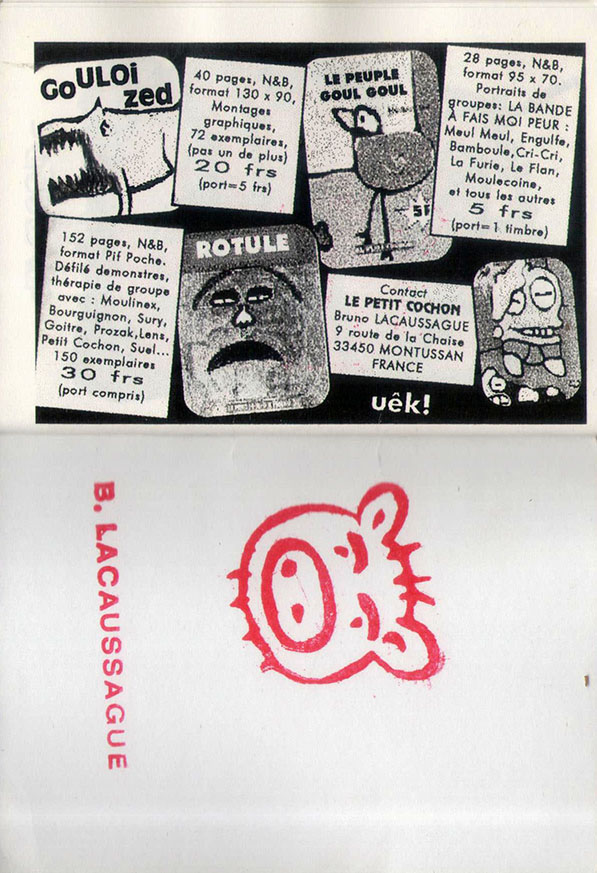 GOULOi
zed
40 pages, N&B,
format 130 x 90,
Montages
graphiques,
72 exemplaires,
(pas un de plus)
20 frs
(port=5 frs)
LE PEUPLE
GOUL GOUL
5F
28 pages, N&B,
format 95 x 70.
Portraits de
groupes: LA BANDE
À FAIS MOI PEUR :
Meul Meul, Engulfe,
Bamboule,Cri-Cri,
La Furie, Le Flan,
Moulecoine,
et tous les autres
5 frs
(port=1 timbre)
152 pages, N&B,
format Pif Poche.
Défilé demonstres,
thérapie de groupe
avec : Moulinex,
Bourguignon, Sury,
Goitre, Prozak,Lens,
Petit Cochon, Suel...
150 exemplaires
30 frs
(port compris)
ROTULE
Contact
LE PETIT COCHON
Bruno LACAUSSAGUE
9 route de la Chaise
33450 MONTUSSAN
FRANCE
uêk!
B. LACAUSSAGUE